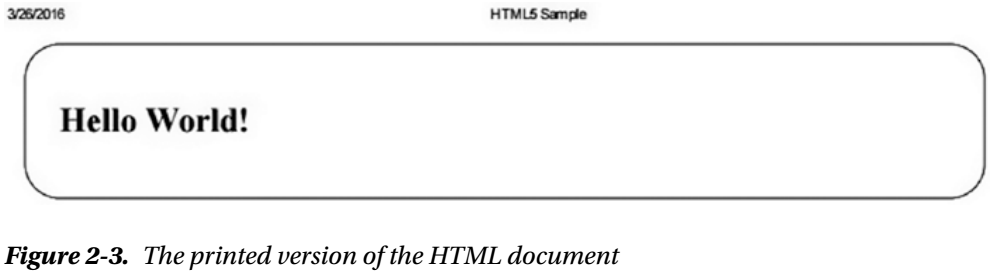 3/26/2016 HTML5 Sample
Hello World!
Figure 2-3. The printed version of the HTML document